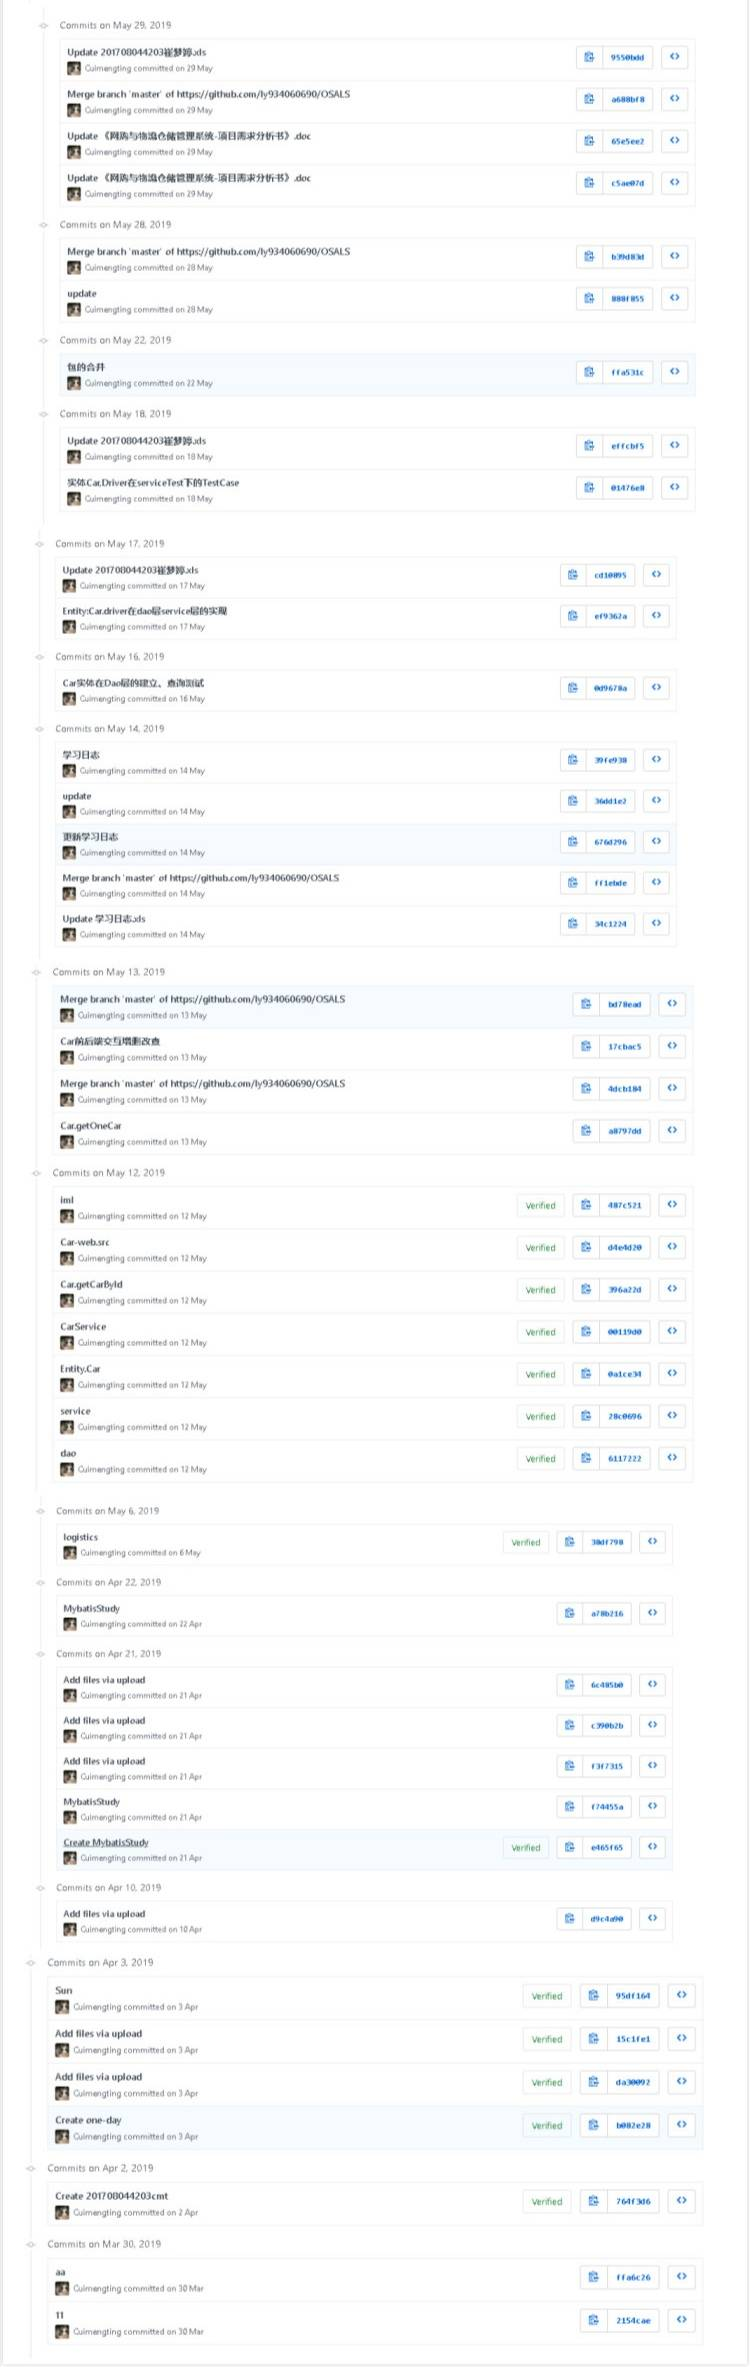 Commits on May 29, 2019
Update 201708044203崔梦婷.xls
Cuimengting committed on 29 May
9550bdd
Merge branch 'master' of https://github.com/ly934060690/OSALS
Cuimengting committed on 29 May
a688bf8
Update 《网购与物流仓储管理系统-项目需求分析书》.doc
Cuimengting committed on 29 May
65e5ee2
Update 《网购与物流仓储管理系统-项目需求分析书》.doc
Cuimengting committed on 29 May
c5ae07d
Commits on May 28, 2019
Merge branch 'master' of https://github.com/ly934060690/OSALS
Cuimengting committed on 28 May
b39d83d
update
Cuimengting committed on 28 May
888f855
Commits on May 22, 2019
包的合并
Cuimengting committed on 22 May
ffa531c
Commits on May 18, 2019
Update 201708044203崔梦婷.xls
Cuimengting committed on 18 May
effcbf5
实体Car,Driver在serviceTest下的TestCase
Cuimengting committed on 18 May
01476e8
Commits on May 17, 2019
Update 201708044203崔梦婷.xls
Cuimengting committed on 17 May
cd10895
Entity:Car.driver在dao层service层的实现
Cuimengting committed on 17 May
ef9362a
Commits on May 16, 2019
Car实体在Dao层的建立、查询测试
Cuimengting committed on 16 May
0d9678a
Commits on May 14, 2019
学习日志
Cuimengting committed on 14 May
39fe938
update
Cuimengting committed on 14 May
36dd1e2
更新学习日志
Cuimengting committed on 14 May
676d296
Merge branch 'master' of https://github.com/ly934060690/OSALS
Cuimengting committed on 14 May
ff1ebde
Update 学习日志.xls
Cuimengting committed on 14 May
34c1224
Commits on May 13, 2019
Merge branch 'master' of https://github.com/ly934060690/OSALS
Cuimengting committed on 13 May
bd78ead
Car前后端交互增删改查
Cuimengting committed on 13 May
17cbac5
Merge branch 'master' of https://github.com/ly934060690/OSALS
Cuimengting committed on 13 May
4dcb184
Car.getOneCar
Cuimengting committed on 13 May
a8797dd
Commits on May 12, 2019
iml
Cuimengting committed on 12 May
Verified 487c521
Car-web.src
Cuimengting committed on 12 May
Verified d4e4d20
Car.getCarById
Cuimengting committed on 12 May
Verified 396a22d
CarService
Cuimengting committed on 12 May
Verified 00119d0
Entity.Car
Cuimengting committed on 12 May
Verified 0a1ce34
service
Cuimengting committed on 12 May
Verified 28c0696
dao
Cuimengting committed on 12 May
Verified 6117222
Commits on May 6, 2019
logistics
Cuimengting committed on 6 May
Verified 38df798
Commits on Apr 22, 2019
MybatisStudy
Cuimengting committed on 22 Apr
a78b216
Commits on Apr 21, 2019
Add files via upload
Cuimengting committed on 21 Apr
6c485b0
Add files via upload
Cuimengting committed on 21 Apr
c390b2b
Add files via upload
Cuimengting committed on 21 Apr
f3f7315
MybatisStudy
Cuimengting committed on 21 Apr
f74455a
Create MybatisStudy
Cuimengting committed on 21 Apr
Verified e465f65
Commits on Apr 10, 2019
Add files via upload
Cuimengting committed on 10 Apr
d9c4a90
Commits on Apr 3, 2019
Sun
Cuimengting committed on 3 Apr
Verified 95df164
Add files via upload
Cuimengting committed on 3 Apr
Verified 15c1fe1
Add files via upload
Cuimengting committed on 3 Apr
Verified da30092
Create one-day
Cuimengting committed on 3 Apr
Verified b082e28
Commits on Apr 2, 2019
Create 201708044203cmt
Cuimengting committed on 2 Apr
Verified 764f3d6
Commits on Mar 30, 2019
aa
Cuimengting committed on 30 Mar
ffa6c26
11
Cuimengting committed on 30 Mar
2154cae